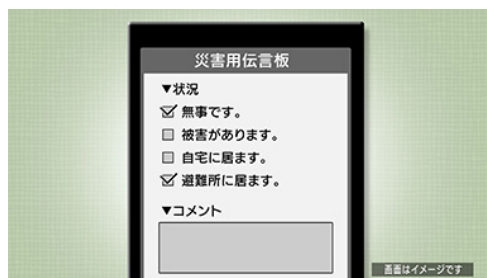 災害用伝言板
▼状況
無事です。
被害があります。
自宅に居ます。
避難所に居ます。
▼コメント
画面はイメージです